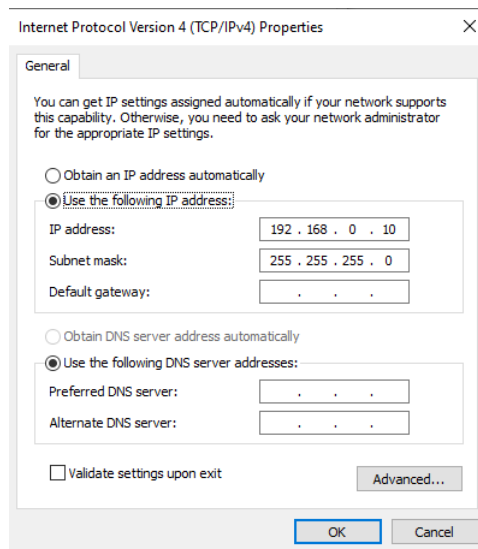 Internet Protocol Version 4 (TCP/IPv4) Properties
General
You can get IP settings assigned automatically if your network supports
this capability. Otherwise, you need to ask your network administrator
for the appropriate IP settings.
Obtain an IP address automatically
Use the following IP address:
IP address: 192 . 168 . 0 . 10
Subnet mask: 255 . 255 . 255 . 0
Default gateway: . . .
Obtain DNS server address automatically
Use the following DNS server addresses:
Preferred DNS server: . . .
Alternate DNS server: . . .
Validate settings upon exit
Advanced...
OK Cancel